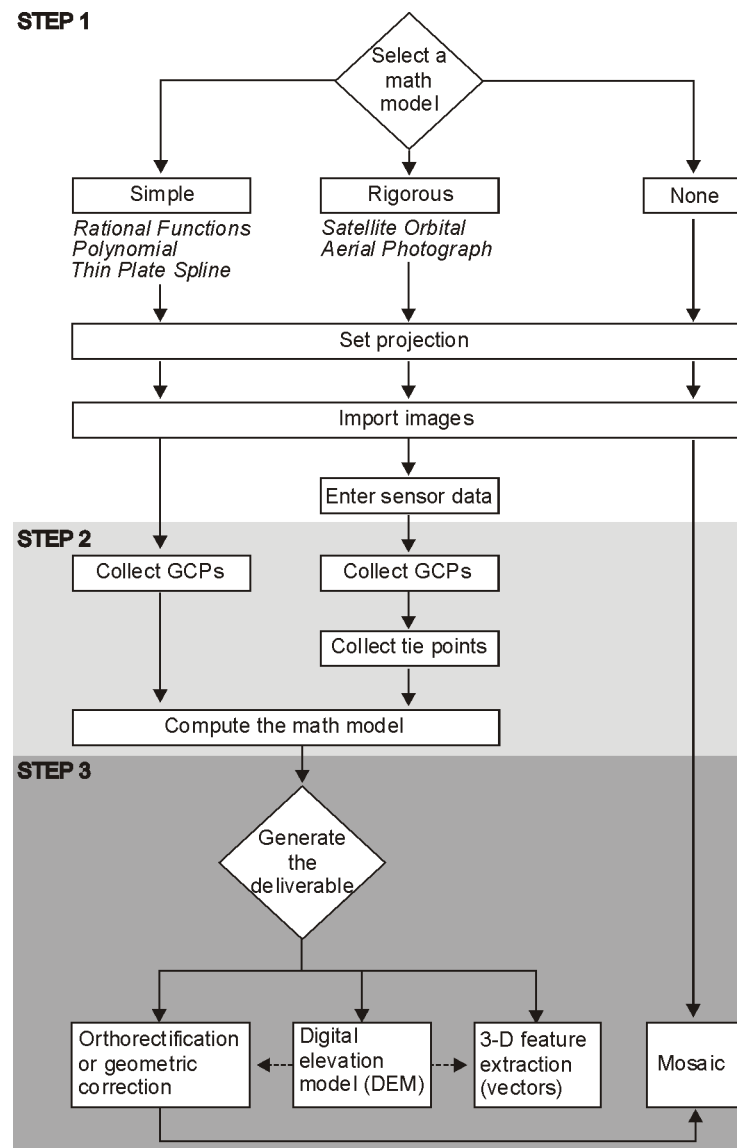 STEP 1
Select a
math
model
Simple
Rational Functions
Polynomial
Thin Plate Spline
Rigorous
Satellite Orbital
Aerial Photograph
None
Set projection
Import images
Enter sensor data
STEP 2
Collect GCPs
Collect GCPs
Collect tie points
Compute the math model
STEP 3
Generate
the
deliverable
Orthorectification
or geometric
correction
Digital
elevation
model (DEM)
3-D feature
extraction
(vectors)
Mosaic